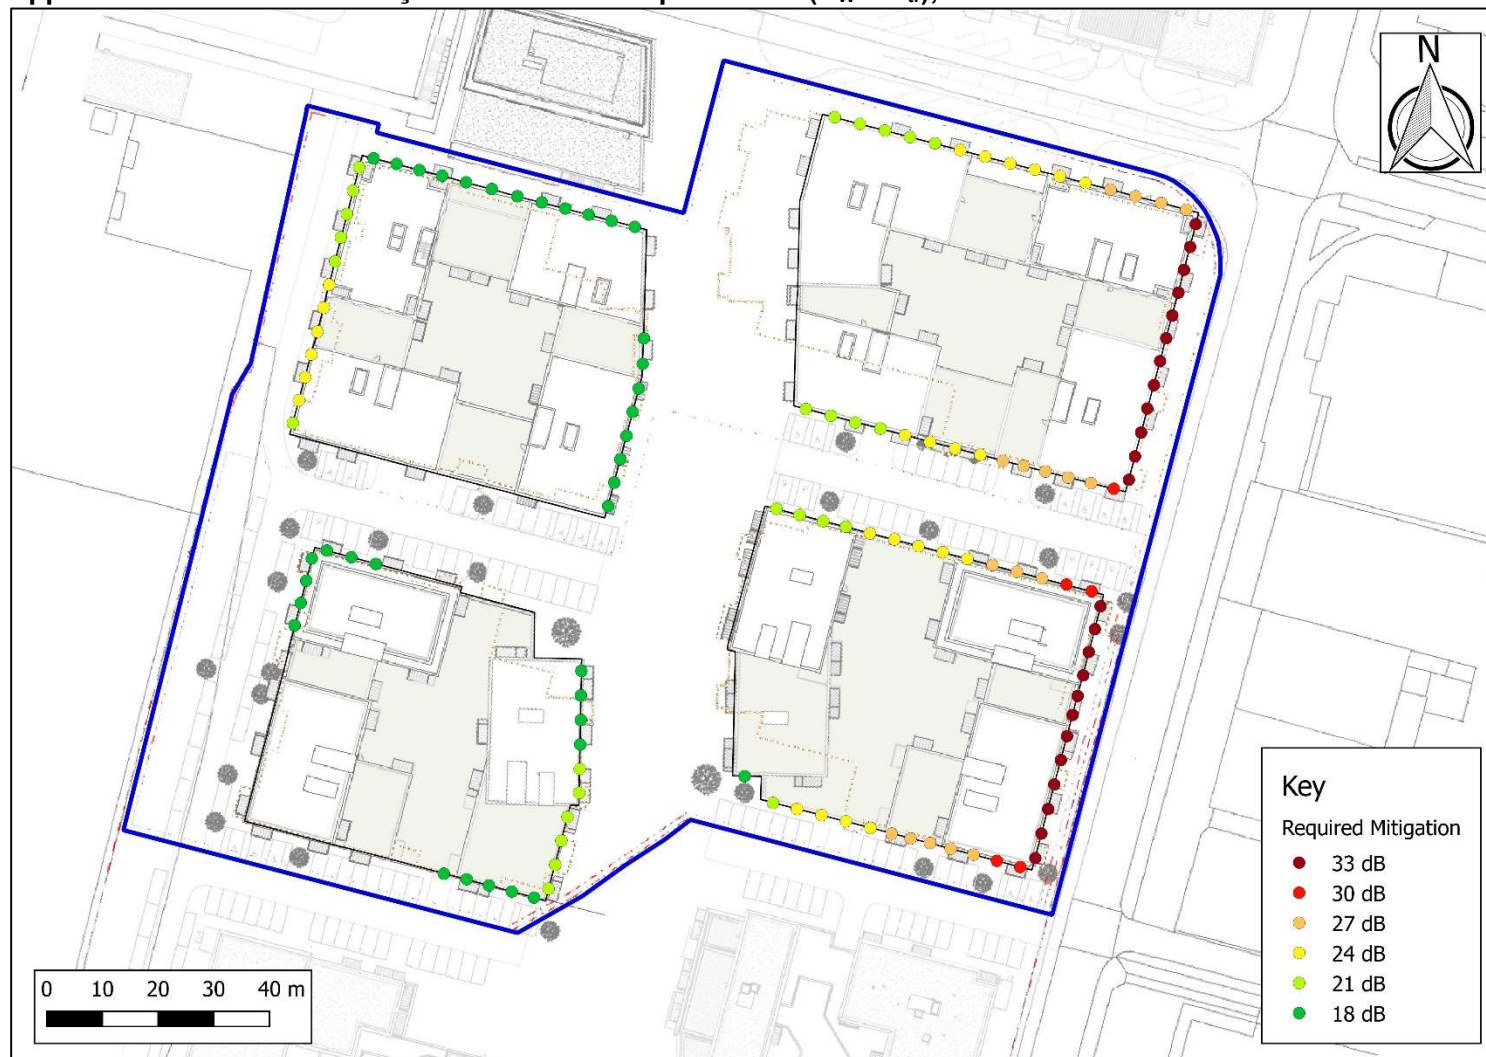 N
Key
Required Mitigation
33 dB
30 dB
27 dB
24 dB
21 dB
18 dB
0 10 20 30 40 m